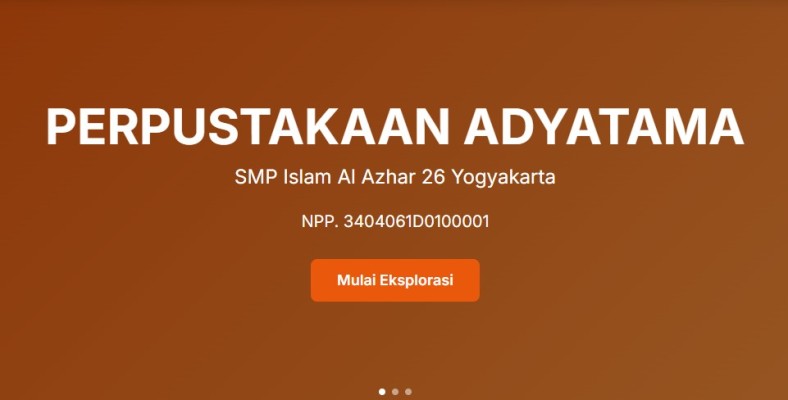 PERPUSTAKAAN ADYATAMA
SMP Islam Al Azhar 26 Yogyakarta
NPP. 3404061D0100001
Mulai Eksplorasi